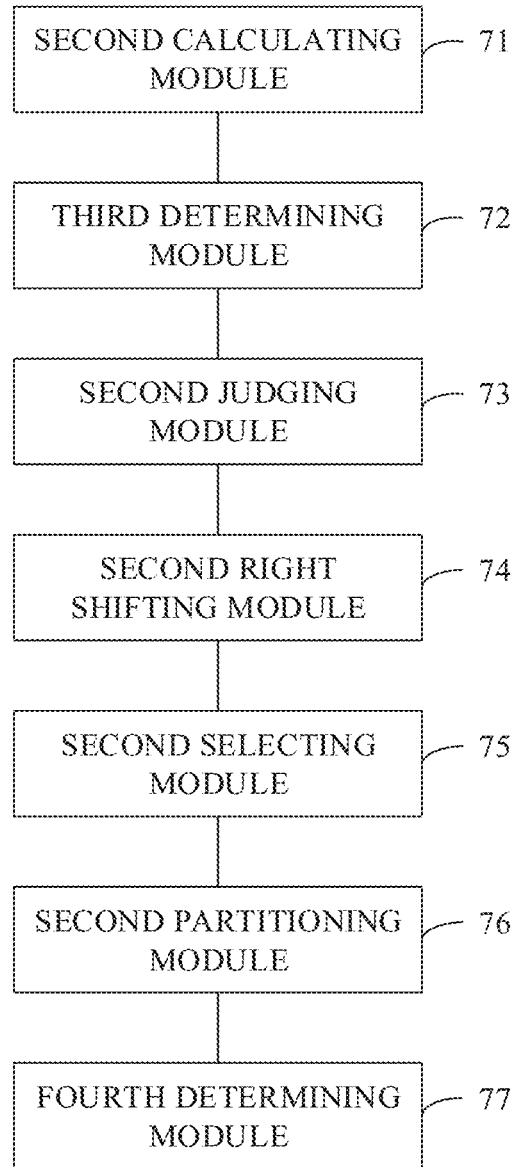 SECOND CALCULATING
MODULE
71
THIRD DETERMINING
MODULE
72
SECOND JUDGING
MODULE
73
SECOND RIGHT
SHIFTING MODULE
74
SECOND SELECTING
MODULE
75
SECOND PARTITIONING
MODULE
76
FOURTH DETERMINING
MODULE
77